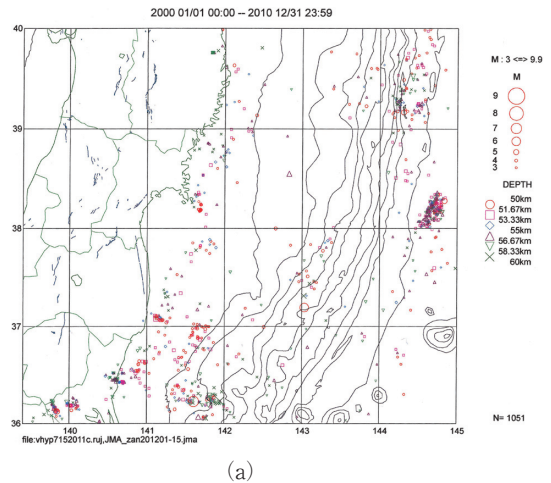 2000 01/01 00:00 -- 2010 12/31 23:59
40
39
38
37
36
140
141
142
143
144
145
M : 3 <=> 9.9
M
9
8
7
6
5
4
3
DEPTH
50km
51.67km
53.33km
55km
56.67km
58.33km
60km
N= 1051
file:vhyp7152011c.ruj,JMA_zan201201-15.jma
(a)